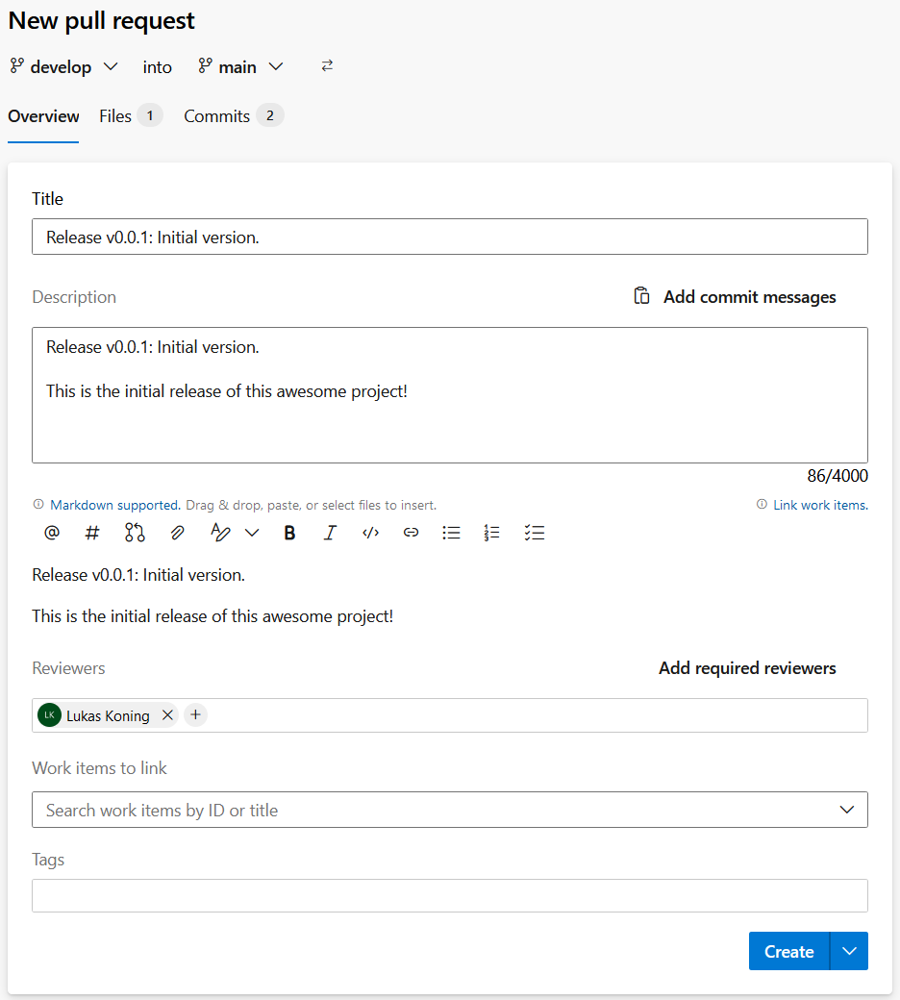 New pull request
develop into main
Overview Files 1 Commits 2
Title
Release v0.0.1: Initial version.
Description Add commit messages
Release v0.0.1: Initial version.
This is the initial release of this awesome project!
86/4000
Markdown supported. Drag & drop, paste, or select files to insert. Link work items.
Release v0.0.1: Initial version.
This is the initial release of this awesome project!
Reviewers Add required reviewers
LK Lukas Koning
Work items to link
Search work items by ID or title
Tags
Create